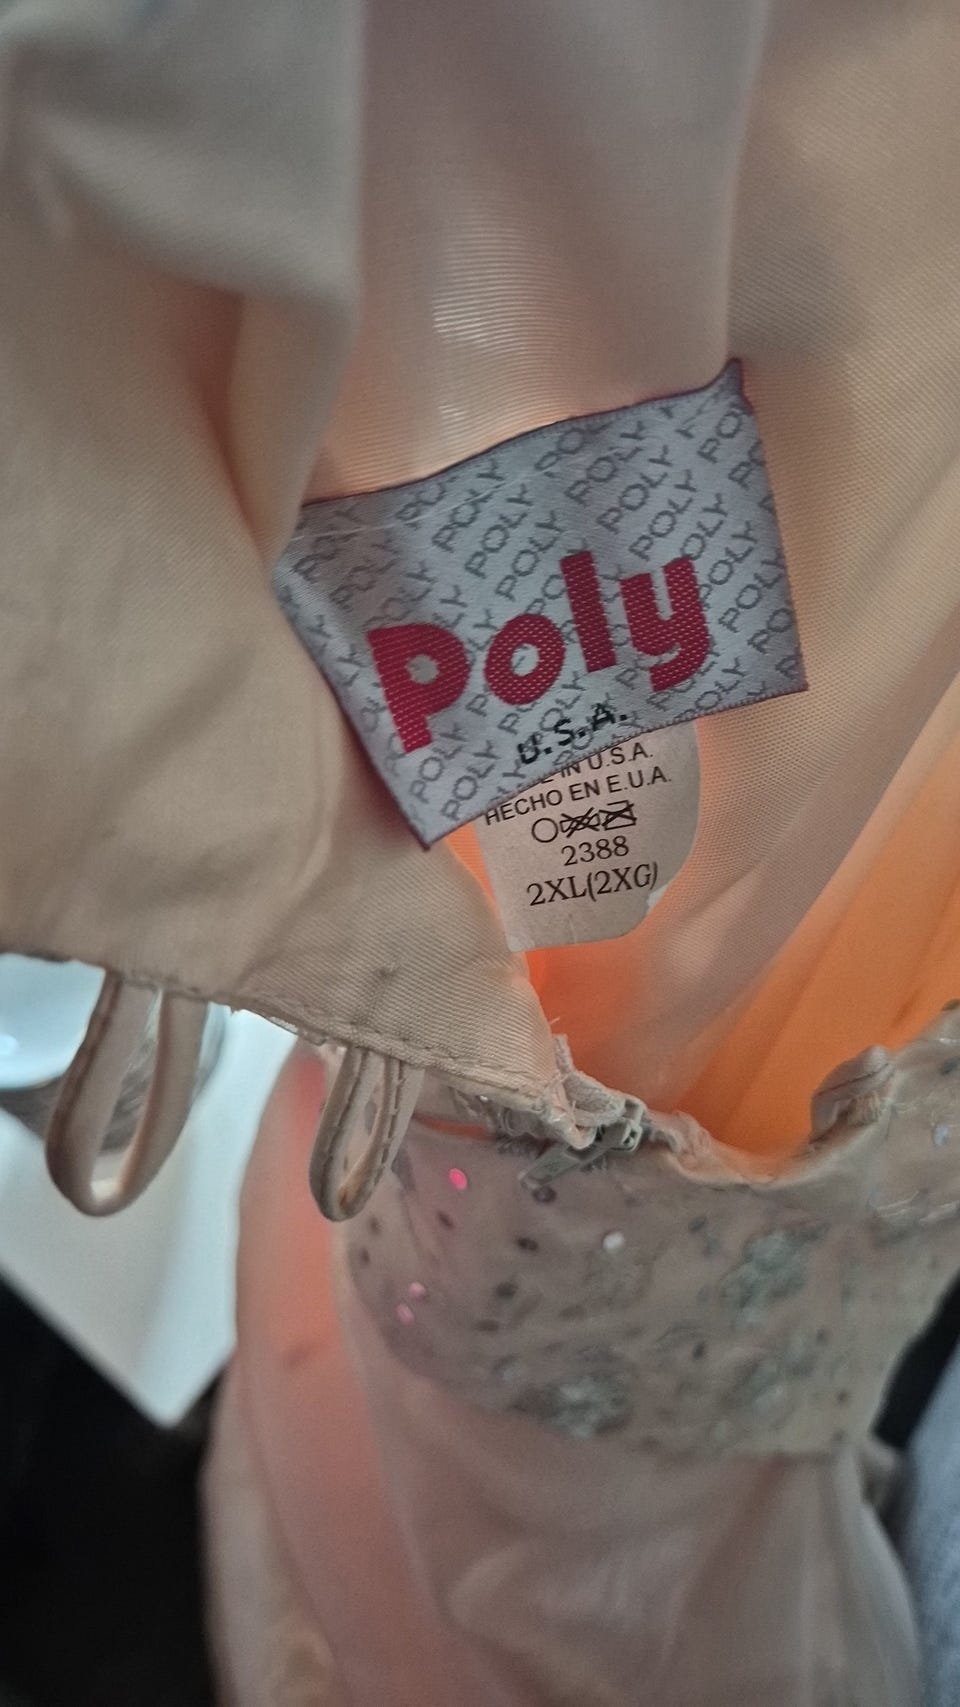 Poly
U.S.A.
IN U.S.A.
HECHO EN E.U.A.
2388
2XL(2XG)